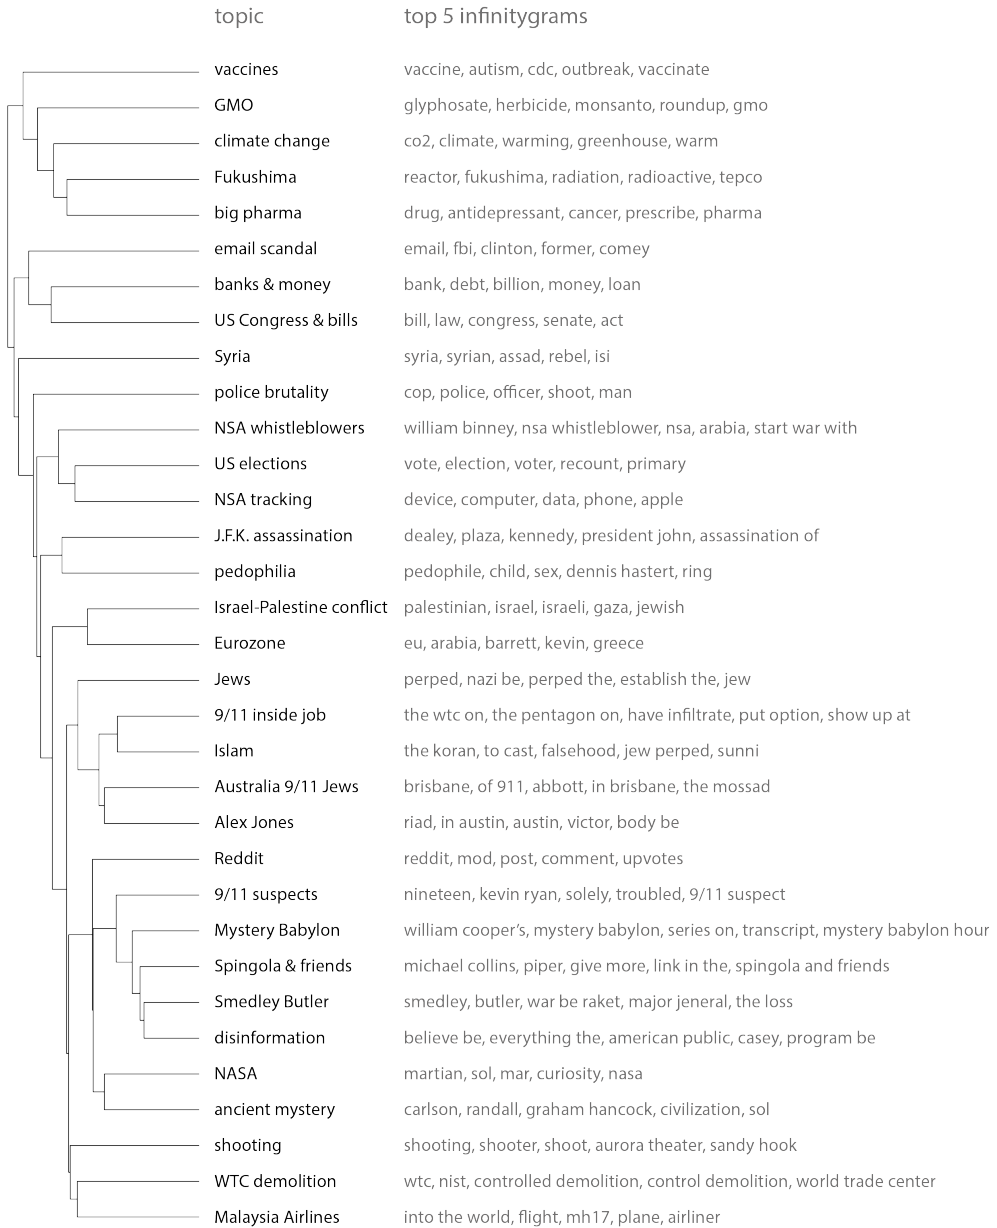 topic top 5 infinitygrams
vaccines vaccine, autism, cdc, outbreak, vaccinate
GMO glyphosate, herbicide, monsanto, roundup, gmo
climate change co2, climate, warming, greenhouse, warm
Fukushima reactor, fukushima, radiation, radioactive, tepco
big pharma drug, antidepressant, cancer, prescribe, pharma
email scandal email, fbi, clinton, former, comey
banks & money bank, debt, billion, money, loan
US Congress & bills bill, law, congress, senate, act
Syria syria, syrian, assad, rebel, isi
police brutality cop, police, officer, shoot, man
NSA whistleblowers william binney, nsa whistleblower, nsa, arabia, start war with
US elections vote, election, voter, recount, primary
NSA tracking device, computer, data, phone, apple
J.F.K. assassination dealey, plaza, kennedy, president john, assassination of
pedophilia pedophile, child, sex, dennis hastert, ring
Israel-Palestine conflict palestinian, israel, israeli, gaza, jewish
Eurozone eu, arabia, barrett, kevin, greece
Jews perped, nazi be, perped the, establish the, jew
9/11 inside job the wtc on, the pentagon on, have infiltrate, put option, show up at
Islam the koran, to cast, falsehood, jew perped, sunni
Australia 9/11 Jews brisbane, of 911, abbott, in brisbane, the mossad
Alex Jones riad, in austin, austin, victor, body be
Reddit reddit, mod, post, comment, upvotes
9/11 suspects nineteen, kevin ryan, solely, troubled, 9/11 suspect
Mystery Babylon william cooper's, mystery babylon, series on, transcript, mystery babylon hour
Spingola & friends michael collins, piper, give more, link in the, spingola and friends
Smedley Butler smedley, butler, war be raket, major jeneral, the loss
disinformation believe be, everything the, american public, casey, program be
NASA martian, sol, mar, curiosity, nasa
ancient mystery carlson, randall, graham hancock, civilization, sol
shooting shooting, shooter, shoot, aurora theater, sandy hook
WTC demolition wtc, nist, controlled demolition, control demolition, world trade center
Malaysia Airlines into the world, flight, mh17, plane, airliner